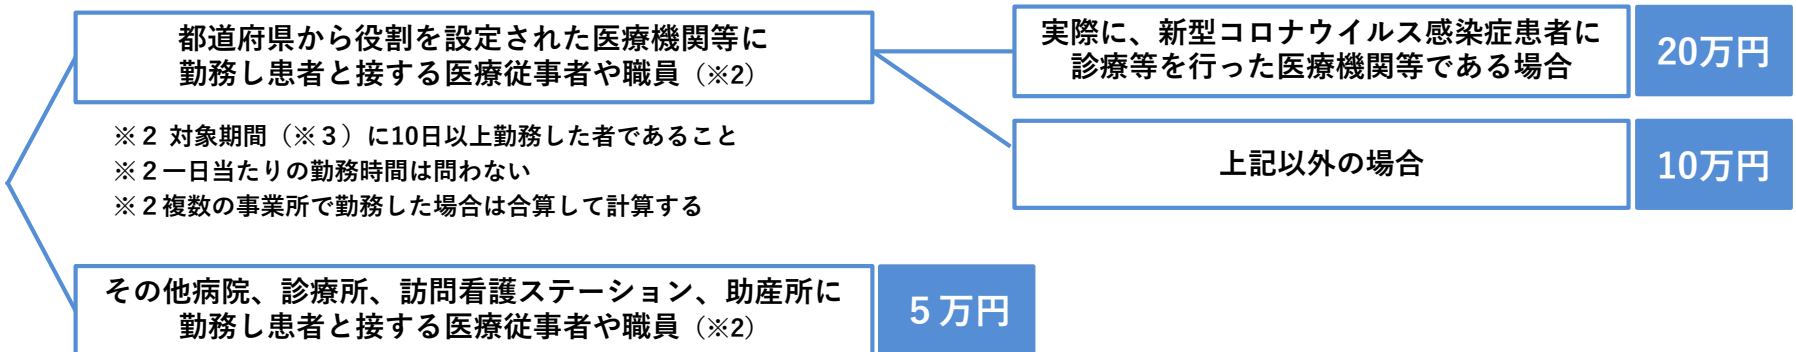 都道府県から役割を設定された医療機関等に
勤務し患者と接する医療従事者や職員（※2）
実際に、新型コロナウイルス感染症患者に
診療等を行った医療機関等である場合
20万円
※２ 対象期間（※３）に10日以上勤務した者であること
※２一日当たりの勤務時間は問わない
※２複数の事業所で勤務した場合は合算して計算する
上記以外の場合
10万円
その他病院、診療所、訪問看護ステーション、助産所に
勤務し患者と接する医療従事者や職員（※2）
５万円